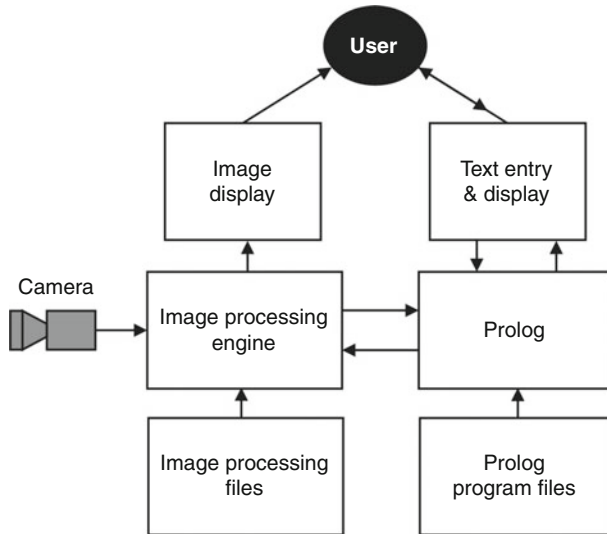 User
Image
display
Text entry
& display
Camera
Image processing
engine
Prolog
Image processing
files
Prolog
program files